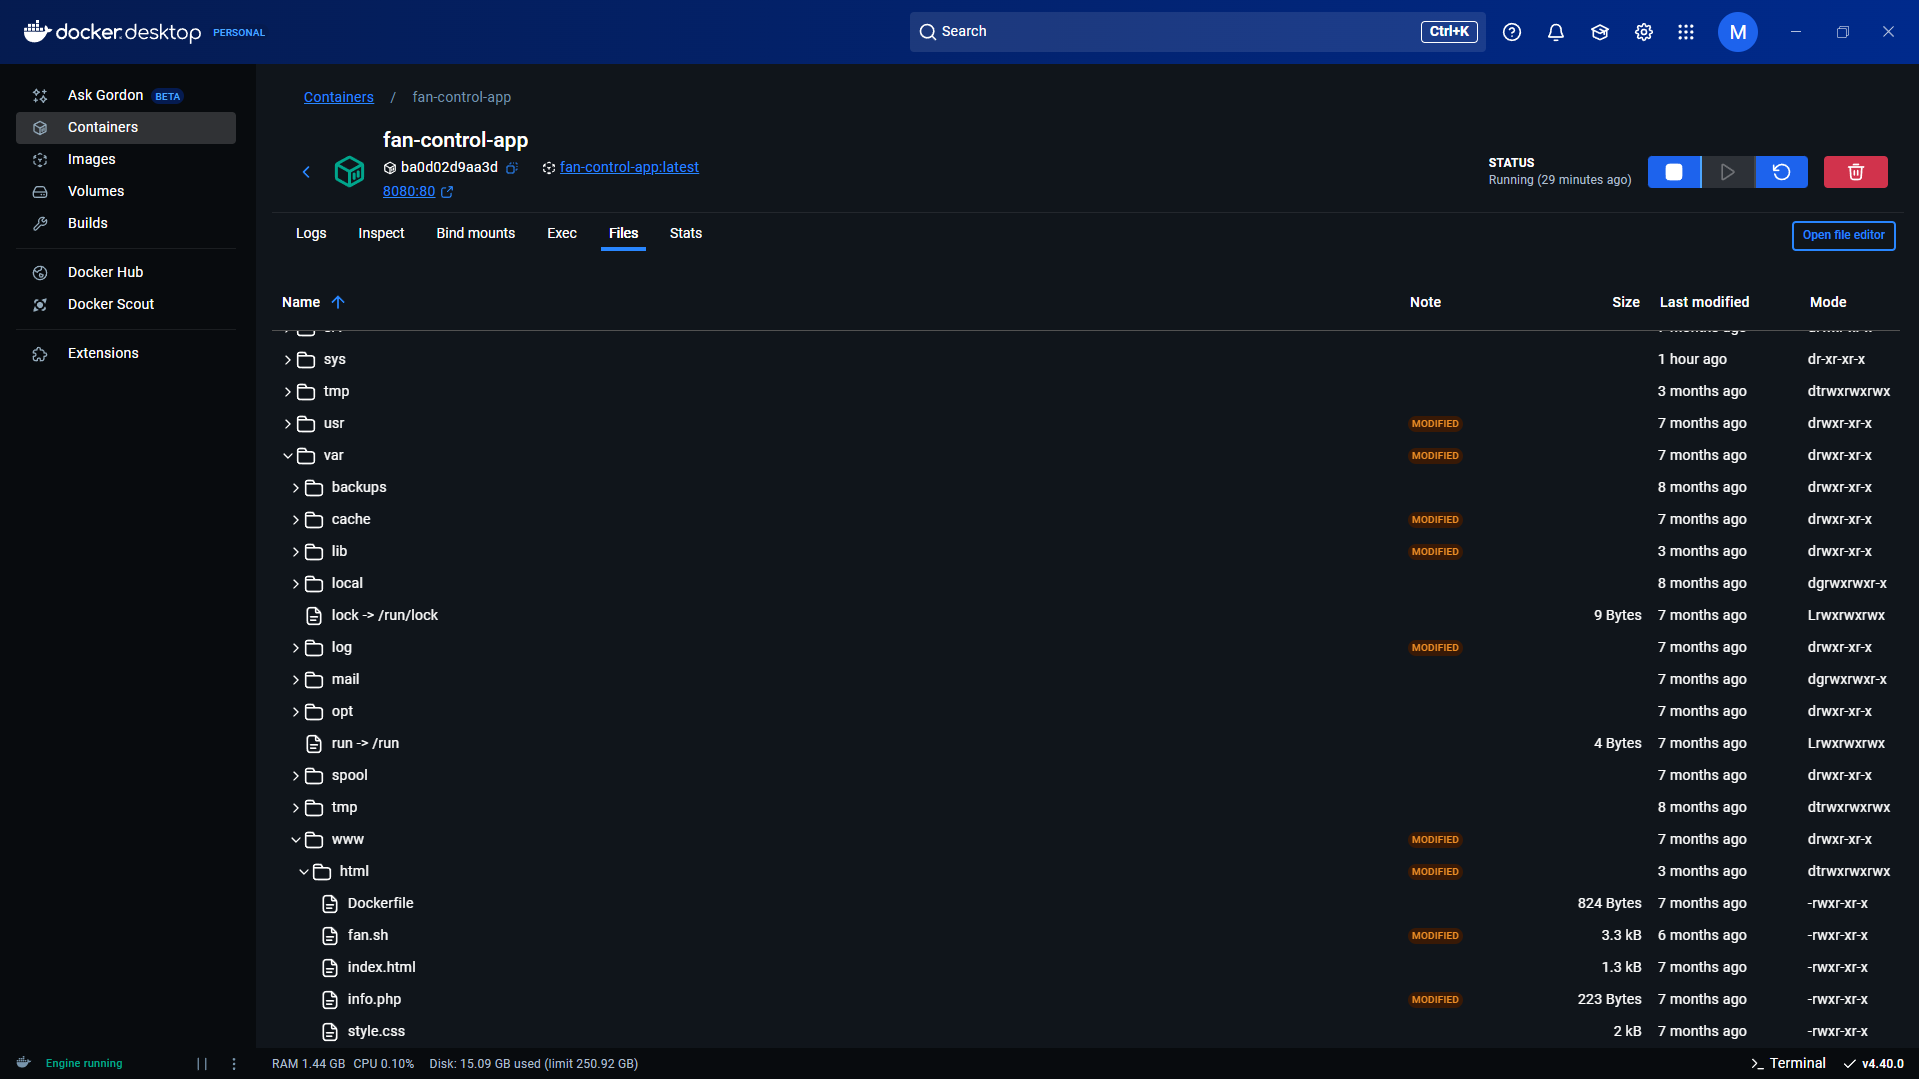 docker.desktop PERSONAL
Search Ctrl+K
M
Ask Gordon BETA
Containers
Images
Volumes
Builds
Docker Hub
Docker Scout
Extensions
Containers / fan-control-app
fan-control-app
ba0d02d9aa3d fan-control-app:latest
8080:80
STATUS
Running (29 minutes ago)
Logs Inspect Bind mounts Exec Files Stats
Open file editor
Name Note Size Last modified Mode
sys 1 hour ago dr-xr-xr-x
tmp 3 months ago dtrwxrwxrwx
usr MODIFIED 7 months ago drwxr-xr-x
var MODIFIED 7 months ago drwxr-xr-x
backups 8 months ago drwxr-xr-x
cache MODIFIED 7 months ago drwxr-xr-x
lib MODIFIED 3 months ago drwxr-xr-x
local 8 months ago dgrwxrwxr-x
lock -> /run/lock 9 Bytes 7 months ago Lrwxrwxrwx
log MODIFIED 7 months ago drwxr-xr-x
mail 7 months ago dgrwxrwxr-x
opt 7 months ago drwxr-xr-x
run -> /run 4 Bytes 7 months ago Lrwxrwxrwx
spool 7 months ago drwxr-xr-x
tmp 8 months ago dtrwxrwxrwx
www MODIFIED 7 months ago drwxr-xr-x
html MODIFIED 3 months ago dtrwxrwxrwx
Dockerfile 824 Bytes 7 months ago -rwxr-xr-x
fan.sh MODIFIED 3.3 kB 6 months ago -rwxr-xr-x
index.html 1.3 kB 7 months ago -rwxr-xr-x
info.php MODIFIED 223 Bytes 7 months ago -rwxr-xr-x
style.css 2 kB 7 months ago -rwxr-xr-x
Engine running RAM 1.44 GB CPU 0.10% Disk: 15.09 GB used (limit 250.92 GB) Terminal v4.40.0